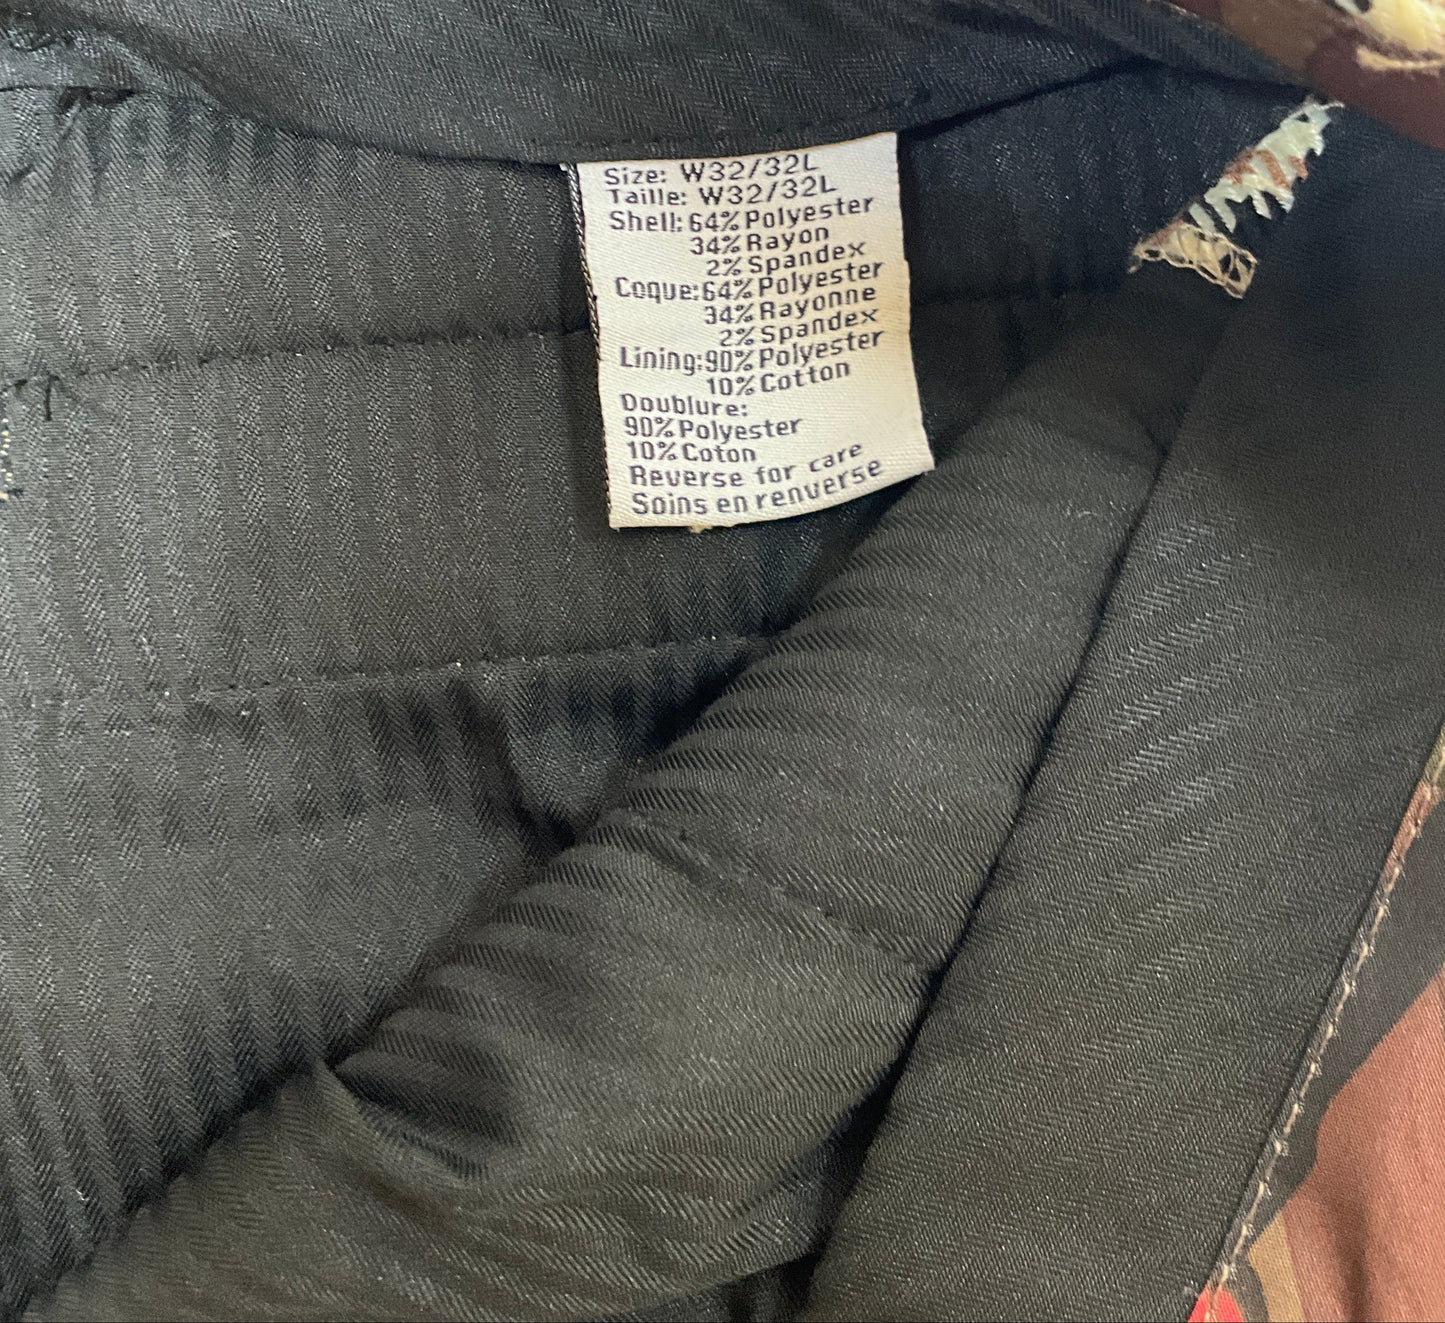 Size: W32/32L
Taille: W32/32L
Shell: 64% Polyester
34% Rayon
2% Spandex
Coque: 64% Polyester
34% Rayonne
2% Spandex
Lining: 90% Polyester
10% Cotton
Doublure:
90% Polyester
10% Coton
Reverse for care
Soins en renverse